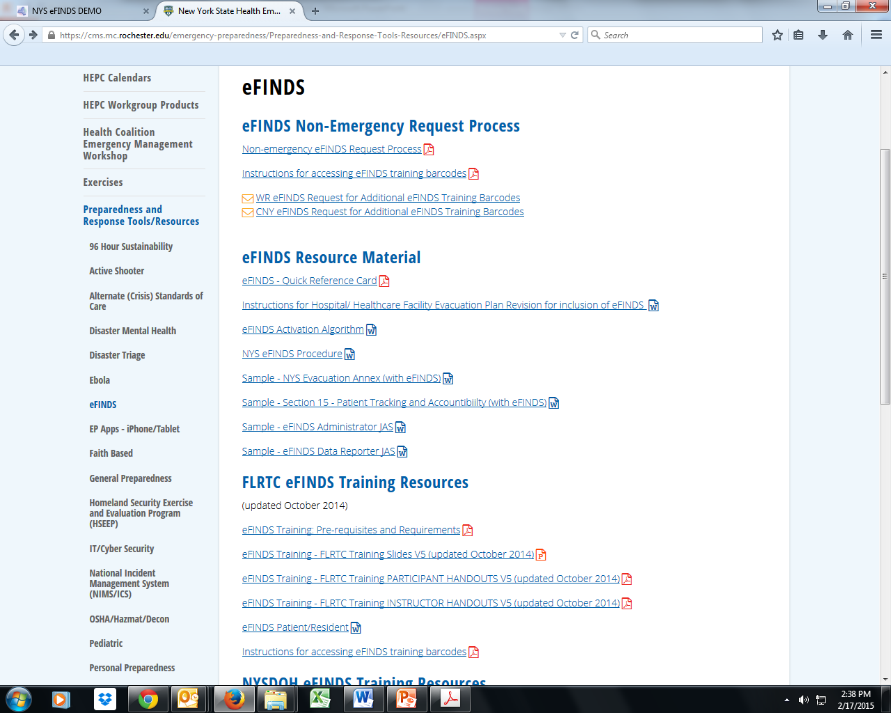 NYS eFINDS DEMO
New York State Health Em...
https://cms.mc.rochester.edu/emergency-preparedness/Preparedness-and-Response-Tools-Resources/eFINDS.aspx
Search
HEPC Calendars
HEPC Workgroup Products
Health Coalition
Emergency Management
Workshop
Exercises
Preparedness and
Response Tools/Resources
96 Hour Sustainability
Active Shooter
Alternate (Crisis) Standards of
Care
Disaster Mental Health
Disaster Triage
Ebola
eFINDS
EP Apps - iPhone/Tablet
Faith Based
General Preparedness
Homeland Security Exercise
and Evaluation Program
(HSEEP)
IT/Cyber Security
National Incident
Management System
(NIMS/ICS)
OSHA/Hazmat/Decon
Pediatric
Personal Preparedness
eFINDS
eFINDS Non-Emergency Request Process
Non-emergency eFINDS Request Process
Instructions for accessing eFINDS training barcodes
WR eFINDS Request for Additional eFINDS Training Barcodes
CNY eFINDS Request for Additional eFINDS Training Barcodes
eFINDS Resource Material
eFINDS - Quick Reference Card
Instructions for Hospital/ Healthcare Facility Evacuation Plan Revision for inclusion of eFINDS
eFINDS Activation Algorithm
NYS eFINDS Procedure
Sample - NYS Evacuation Annex (with eFINDS)
Sample - Section 15 - Patient Tracking and Accountibiilty (with eFINDS)
Sample - eFINDS Administrator JAS
Sample - eFINDS Data Reporter JAS
FLRTC eFINDS Training Resources
(updated October 2014)
eFINDS Training: Pre-requisites and Requirements
eFINDS Training - FLRTC Training Slides V5 (updated October 2014)
eFINDS Training - FLRTC Training PARTICIPANT HANDOUTS V5 (updated October 2014)
eFINDS Training - FLRTC Training INSTRUCTOR HANDOUTS V5 (updated October 2014)
eFINDS Patient/Resident
Instructions for accessing eFINDS training barcodes
NYSDOH eFINDS Training Resources
2:38 PM
2/17/2015